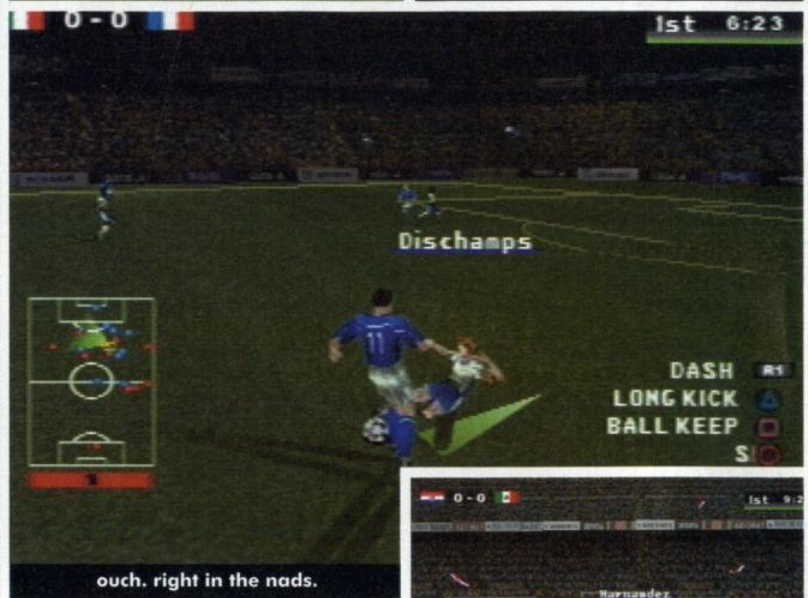 0 - 0
1st 6:23
Dischamps
11
DASH R1
LONG KICK
BALL KEEP
S
0 - 0
1st 9:2
Harnandez
ouch. right in the nads.